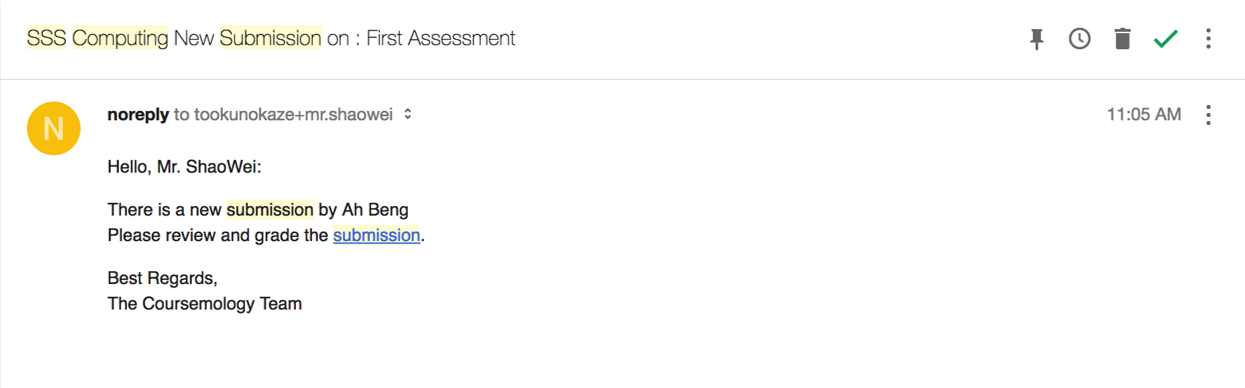 SSS Computing New Submission on : First Assessment
N
noreply to tookunokaze+mr.shaowei
11:05 AM
Hello, Mr. ShaoWei:
There is a new submission by Ah Beng
Please review and grade the submission.
Best Regards,
The Coursemology Team